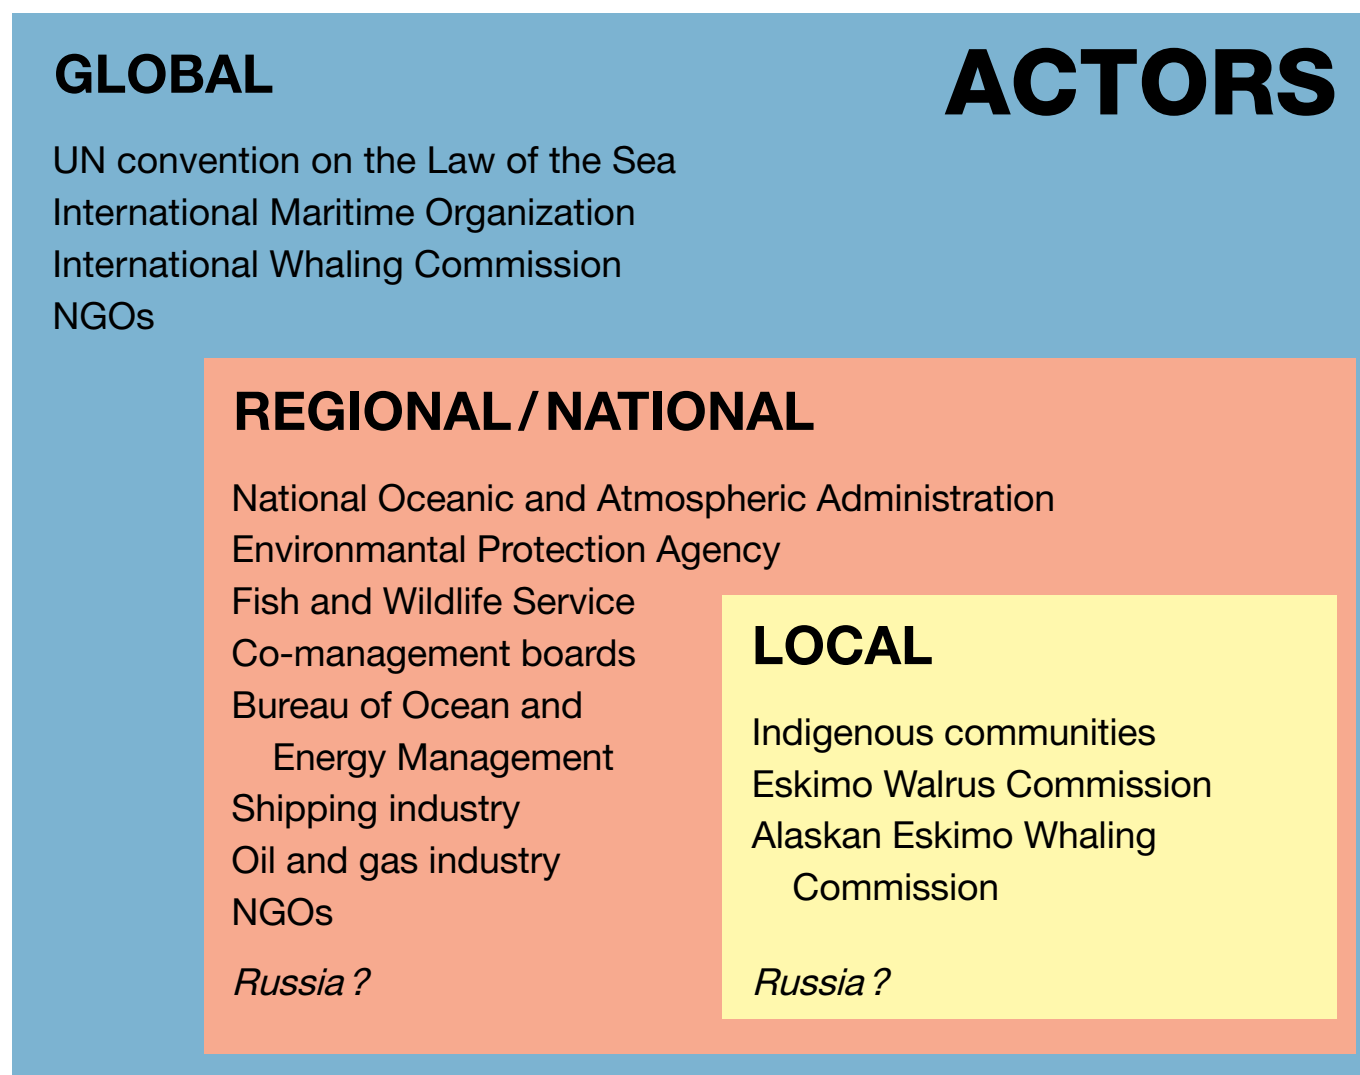 ACTORS
GLOBAL
UN convention on the Law of the Sea
International Maritime Organization
International Whaling Commission
NGOs
REGIONAL/NATIONAL
National Oceanic and Atmospheric Administration
Environmantal Protection Agency
Fish and Wildlife Service
Co-management boards
Bureau of Ocean and
Energy Management
Shipping industry
Oil and gas industry
NGOs
Russia?
LOCAL
Indigenous communities
Eskimo Walrus Commission
Alaskan Eskimo Whaling
Commission
Russia?